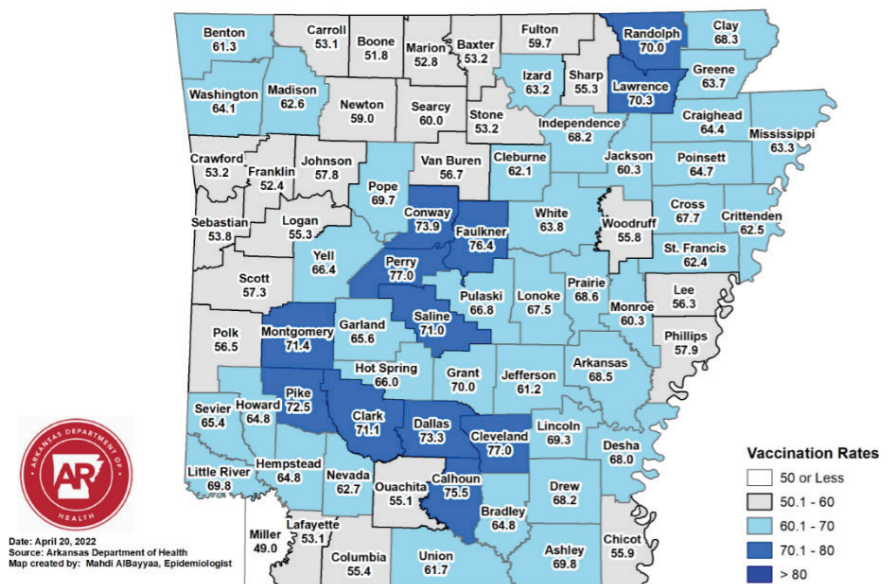 Benton
61.3
Carroll
53.1
Boone
51.8
Marion
52.8
Baxter
53.2
Fulton
59.7
Randolph
70.0
Clay
68.3
Washington
64.1
Madison
62.6
Newton
59.0
Searcy
60.0
Stone
53.2
Izard
63.2
Sharp
55.3
Lawrence
70.3
Greene
63.7
Independence
68.2
Craighead
64.4
Mississippi
63.3
Crawford
53.2
Franklin
52.4
Johnson
57.8
Pope
69.7
Van Buren
56.7
Cleburne
62.1
Jackson
60.3
Poinsett
64.7
Sebastian
53.8
Logan
55.3
Conway
73.9
Faulkner
76.4
White
63.8
Woodruff
55.8
Cross
67.7
Crittenden
62.5
St. Francis
62.4
Yell
66.4
Perry
77.0
Scott
57.3
Pulaski
66.8
Lonoke
67.5
Prairie
68.6
Monroe
60.3
Lee
56.3
Phillips
57.9
Polk
56.5
Montgomery
71.4
Garland
65.6
Saline
71.0
Hot Spring
66.0
Grant
70.0
Jefferson
61.2
Arkansas
68.5
Sevier
65.4
Howard
64.8
Pike
72.5
Clark
71.1
Dallas
73.3
Cleveland
77.0
Lincoln
69.3
Desha
68.0
Little River
69.8
Hempstead
64.8
Nevada
62.7
Ouachita
55.1
Calhoun
75.5
Bradley
64.8
Drew
68.2
Miller
49.0
Lafayette
53.1
Columbia
55.4
Union
61.7
Ashley
69.8
Chicot
55.9
ARKANSAS DEPARTMENT OF
AR
HEALTH
Date: April 20, 2022
Source: Arkansas Department of Health
Map created by: Mahdi AlBayyaa, Epidemiologist
Vaccination Rates
50 or Less
50.1 - 60
60.1 - 70
70.1 - 80
> 80